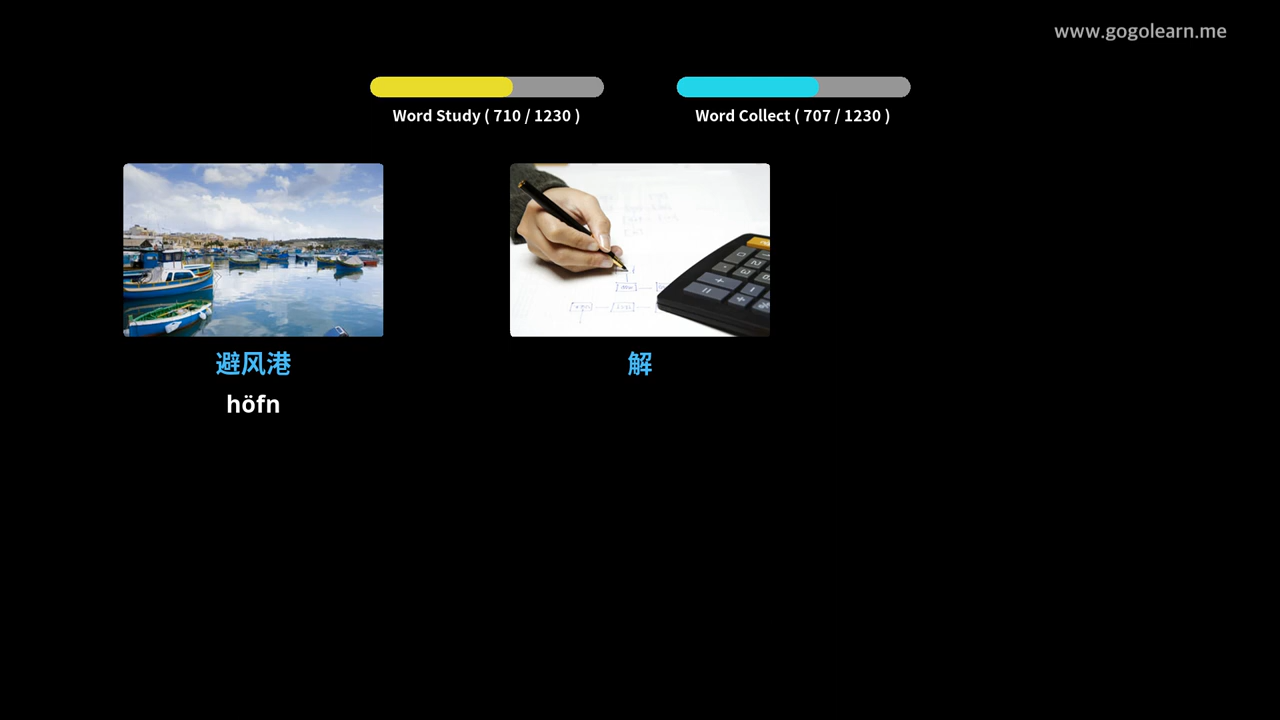 www.gogolearn.me
Word Study ( 710 / 1230 )
Word Collect ( 707 / 1230 )
避风港
höfn
解